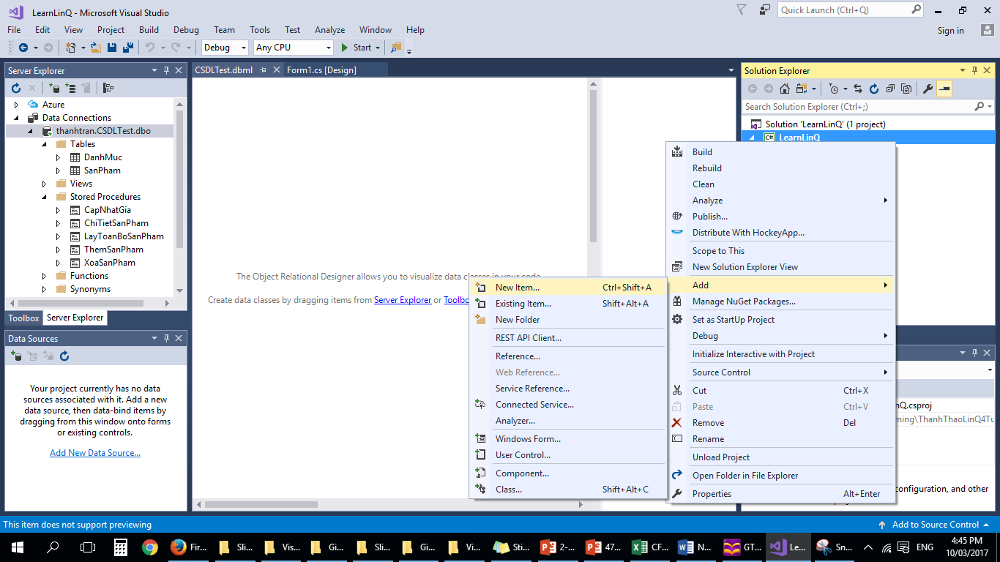 LearnLinQ - Microsoft Visual Studio
Quick Launch (Ctrl+Q)
File Edit View Project Build Debug Team Tools Test Analyze Window Help
Sign in
Debug Any CPU Start
Server Explorer
Azure
Data Connections
thanhtran.CSDLTest.dbo
Tables
DanhMuc
SanPham
Views
Stored Procedures
CapNhatGia
ChiTietSanPham
LayToanBoSanPham
ThemSanPham
XoaSanPham
Functions
Synonyms
Toolbox Server Explorer
Data Sources
Your project currently has no data
sources associated with it. Add a new
data source, then data-bind items by
dragging from this window onto forms
or existing controls.
Add New Data Source...
CSDLTest.dbml Form1.cs [Design]
The Object Relational Designer allows you to visualize data classes in your code.
Create data classes by dragging items from Server Explorer or Toolbo
New Item... Ctrl+Shift+A
Existing Item... Shift+Alt+A
New Folder
REST API Client...
Reference...
Web Reference...
Service Reference...
Connected Service...
Analyzer...
Windows Form...
User Control...
Component...
Class... Shift+Alt+C
Solution Explorer
Search Solution Explorer (Ctrl+;)
Solution 'LearnLinQ' (1 project)
C# LearnLinQ
Build
Rebuild
Clean
Analyze
Publish...
Distribute With HockeyApp...
Scope to This
New Solution Explorer View
Add
Manage NuGet Packages...
Set as StartUp Project
Debug
Initialize Interactive with Project
Source Control
Cut Ctrl+X
Paste Ctrl+V
Remove Del
Rename
Unload Project
Open Folder in File Explorer
Properties Alt+Enter
nQ.csproj
rning\ThanhThaoLinQ4Tu
onfiguration, and other
This item does not support previewing
Add to Source Control
Fir... Sli... Vis... Gi... Sli... Gi... Vi... Sti... 2-... 47... CF... N... GT... Le... Sn...
ENG
4:45 PM
10/03/2017